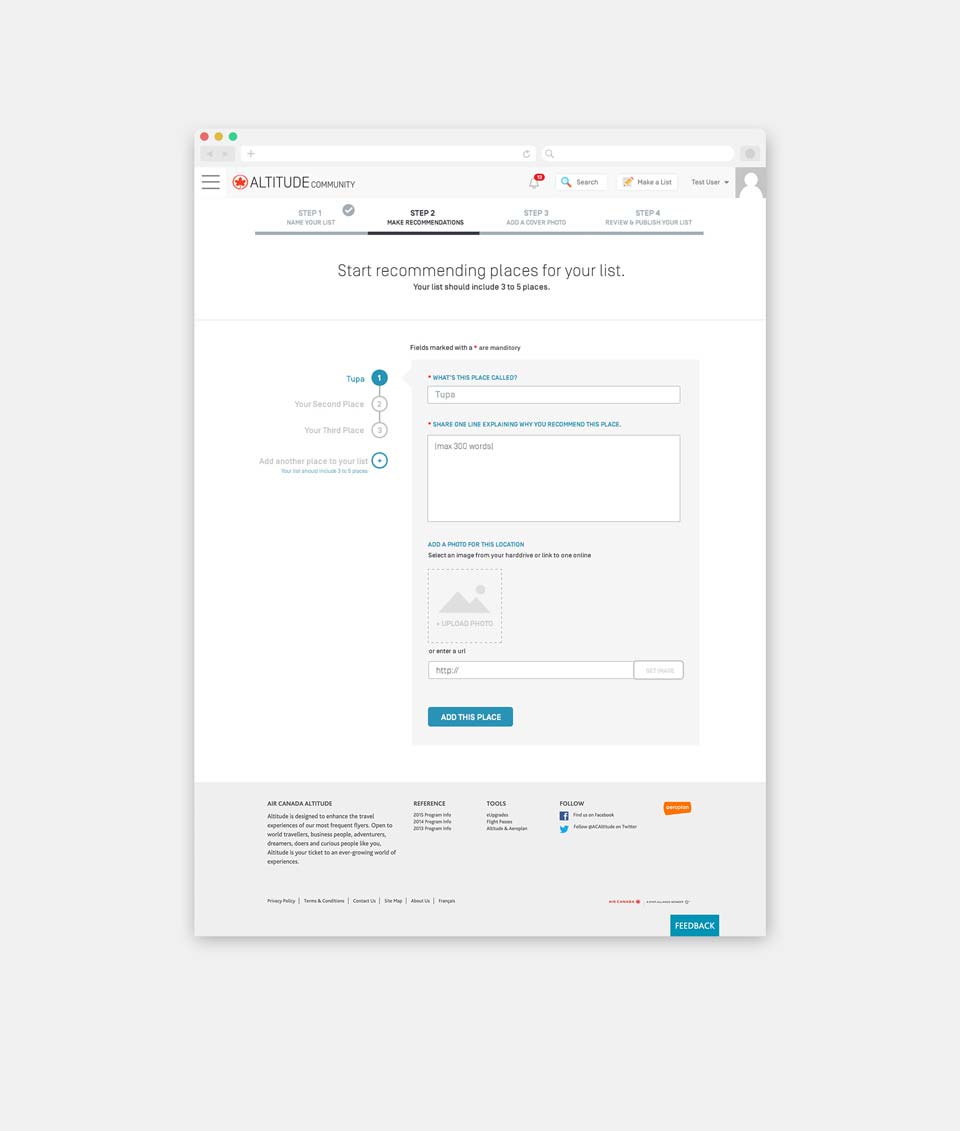 ALTITUDE COMMUNITY
13
Search
Make a List
Test User
STEP 1
NAME YOUR LIST
STEP 2
MAKE RECOMMENDATIONS
STEP 3
ADD A COVER PHOTO
STEP 4
REVIEW & PUBLISH YOUR LIST
Start recommending places for your list.
Your list should include 3 to 5 places.
Fields marked with a * are manditory
Tupa 1
Your Second Place 2
Your Third Place 3
Add another place to your list +
Your list should include 3 to 5 places
* WHAT'S THIS PLACE CALLED?
Tupa
* SHARE ONE LINE EXPLAINING WHY YOU RECOMMEND THIS PLACE.
(max 300 words)
ADD A PHOTO FOR THIS LOCATION
Select an image from your harddrive or link to one online
+ UPLOAD PHOTO
or enter a url
http://
GET IMAGE
ADD THIS PLACE
AIR CANADA ALTITUDE
Altitude is designed to enhance the travel
experiences of our most frequent flyers. Open to
world travellers, business people, adventurers,
dreamers, doers and curious people like you,
Altitude is your ticket to an ever-growing world of
experiences.
REFERENCE
2015 Program Info
2014 Program Info
2013 Program Info
TOOLS
eUpgrades
Flight Passes
Altitude & Aeroplan
FOLLOW
Find us on Facebook
Follow @ACAltitude on Twitter
aeroplan
Privacy Policy | Terms & Conditions | Contact Us | Site Map | About Us | Français
AIR CANADA
A STAR ALLIANCE MEMBER
FEEDBACK